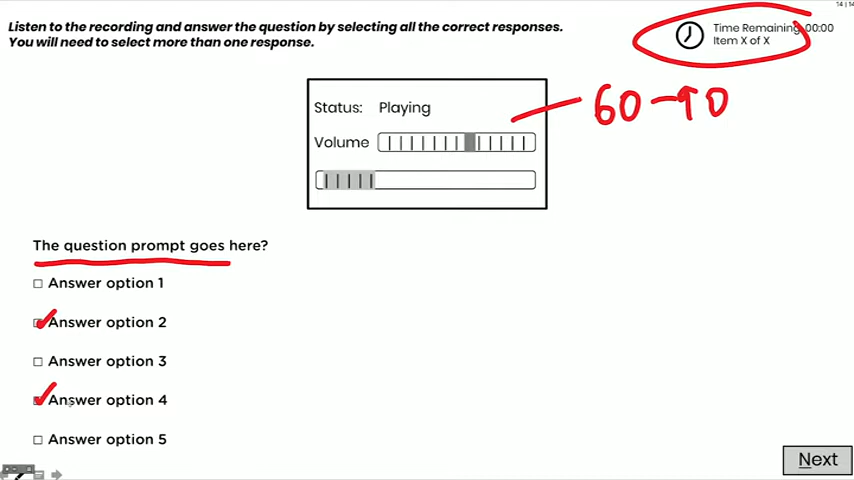 14 | 14
Listen to the recording and answer the question by selecting all the correct responses.
You will need to select more than one response.
Time Remaining 00:00
Item X of X
Status: Playing
60-90
Volume
The question prompt goes here?
Answer option 1
Answer option 2
Answer option 3
Answer option 4
Answer option 5
Next